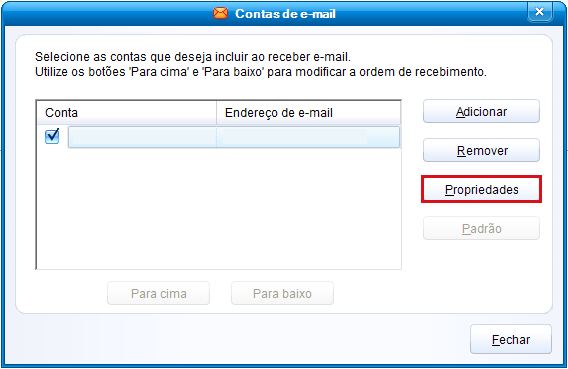 Contas de e-mail
Selecione as contas que deseja incluir ao receber e-mail.
Utilize os botões 'Para cima' e 'Para baixo' para modificar a ordem de recebimento.
Conta Endereço de e-mail
Adicionar
Remover
Propriedades
Padrão
Para cima Para baixo
Fechar